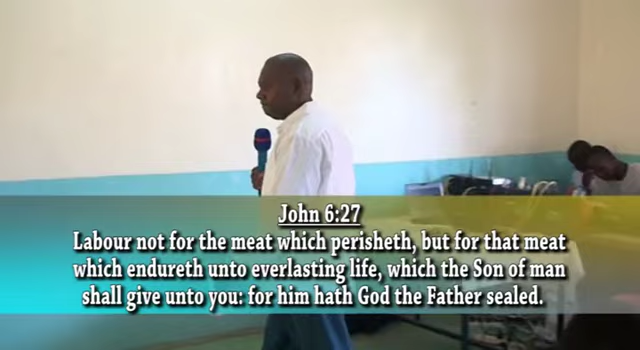 John 6:27
Labour not for the meat which perisheth, but for that meat
which endureth unto everlasting life, which the Son of man
shall give unto you: for him hath God the Father sealed.